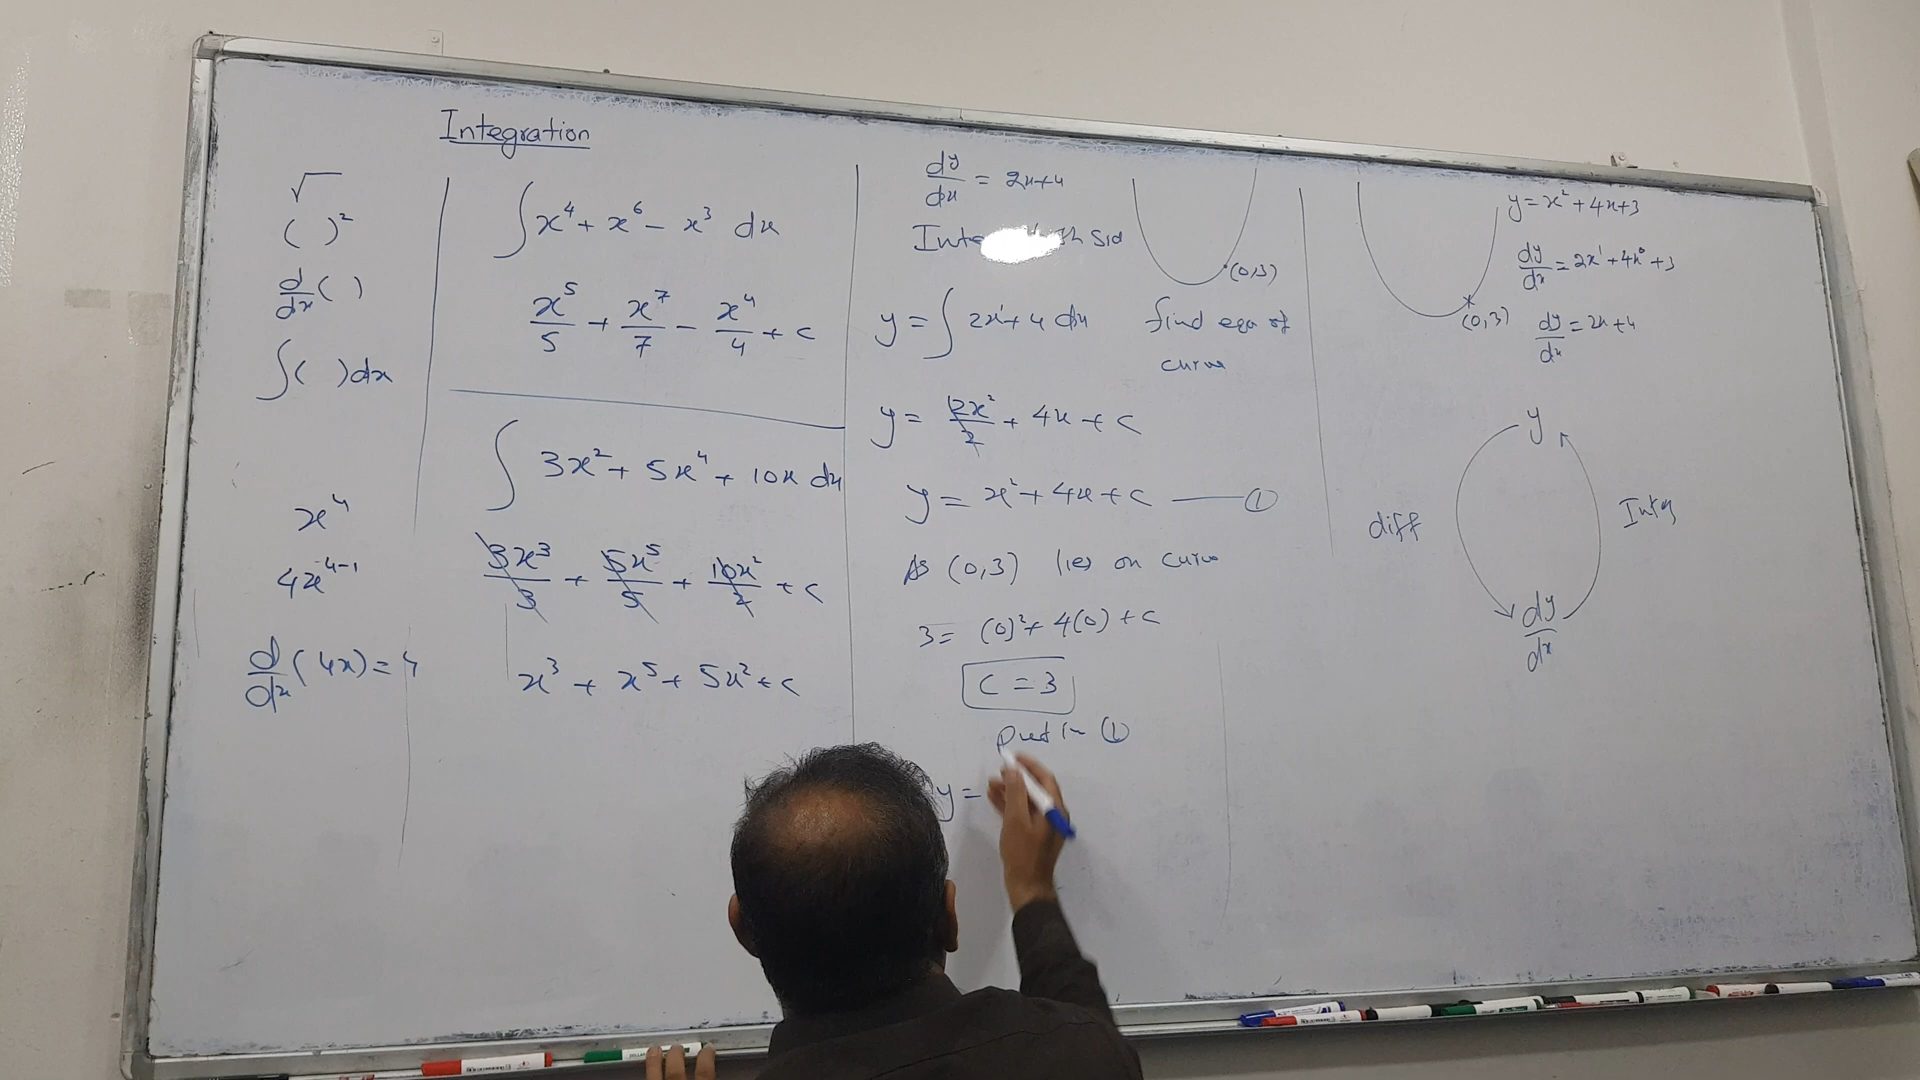 Integration
√
( )²
d/dx ( )
∫( )dx
x⁴
4x⁴⁻¹
d/dx (4x) = 4
∫ x⁴ + x⁶ - x³ dx
x⁵/5 + x⁷/7 - x⁴/4 + c
∫ 3x² + 5x⁴ + 10x dx
3x³/3 + 5x⁵/5 + 10x²/2 + c
x³ + x⁵ + 5x² + c
dy/dx = 2x+4
(0,3)
y = ∫ 2x¹+4 dx
find eqn of
curve
y = 2x²/2 + 4x + c
y = x² + 4x + c —— ①
As (0,3) lies on curve
3 = (0)² + 4(0) + c
c = 3
put in ①
y =
y = x² + 4x + 3
dy/dx = 2x¹ + 4x⁰ + 3
(0,3)
dy/dx = 2x+4
y
diff
Integ
dy/dx